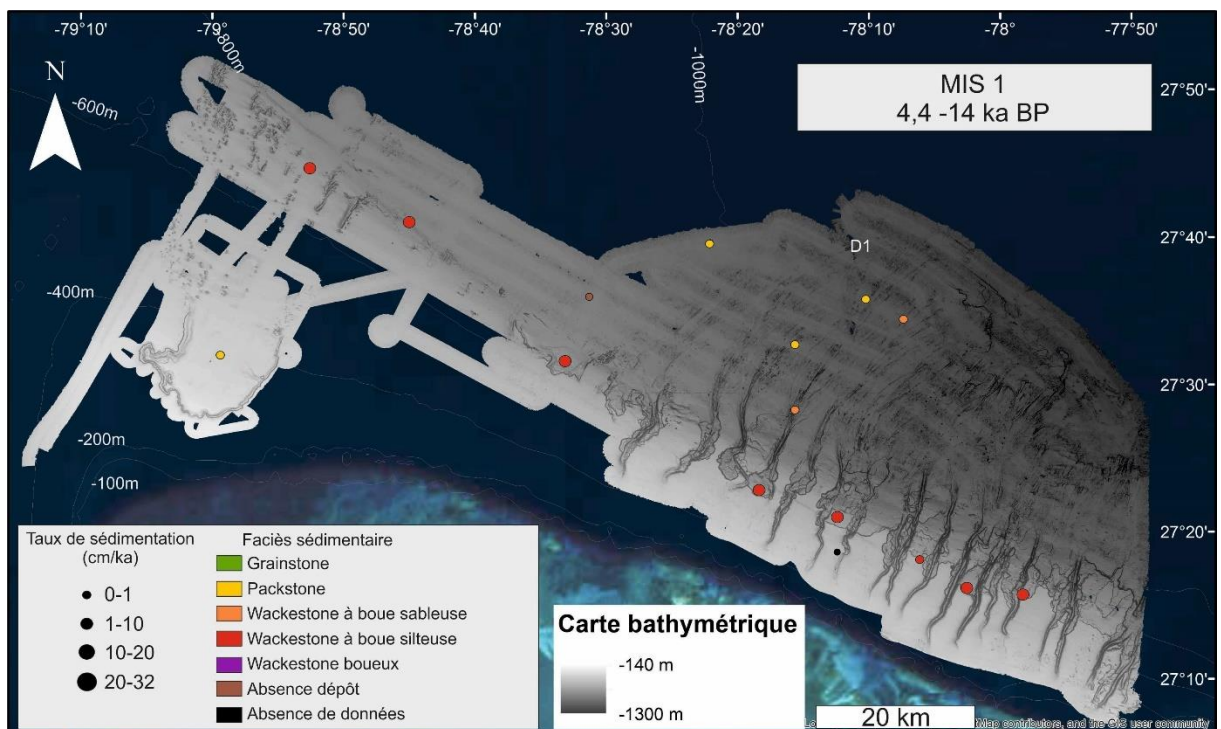 -79°10' -79° -78°50' -78°40' -78°30' -78°20' -78°10' -78° -77°50'
-800m
-1000m
N
-600m
MIS 1
4,4 -14 ka BP
27°50'-
D1
27°40'-
-400m
27°30'-
-200m
-100m
27°20'-
27°10'-
Taux de sédimentation
(cm/ka)
0-1
1-10
10-20
20-32
Faciès sédimentaire
Grainstone
Packstone
Wackestone à boue sableuse
Wackestone à boue silteuse
Wackestone boueux
Absence dépôt
Absence de données
Carte bathymétrique
-140 m
-1300 m
20 km
Map contributors, and the GIS user community